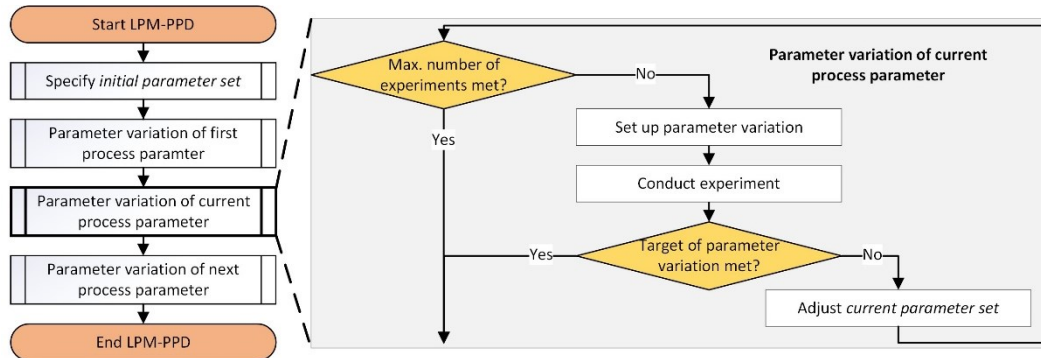 Start LPM-PPD
Specify initial parameter set
Parameter variation of first
process paramter
Parameter variation of current
process parameter
Parameter variation of next
process parameter
End LPM-PPD
Parameter variation of current
process parameter
Max. number of
experiments met?
No
Yes
Set up parameter variation
Conduct experiment
Target of parameter
variation met?
Yes
No
Adjust current parameter set